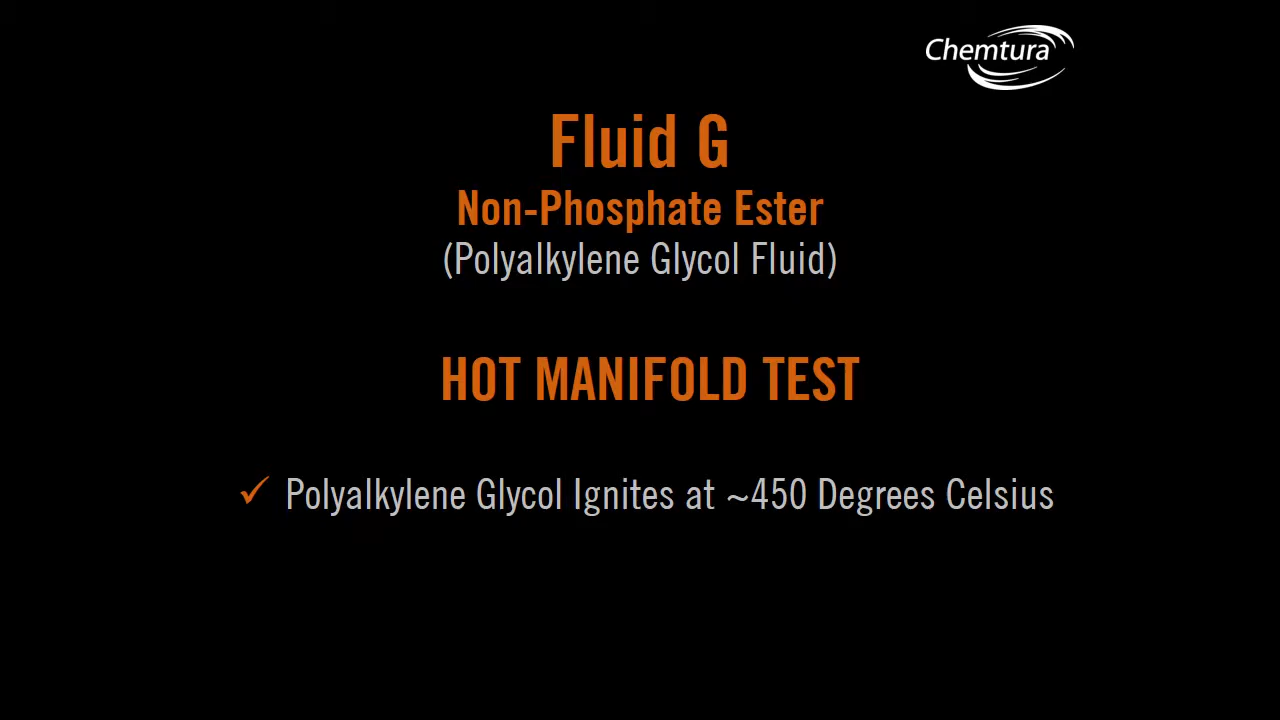 Chemtura
Fluid G
Non-Phosphate Ester
(Polyalkylene Glycol Fluid)
HOT MANIFOLD TEST
✓ Polyalkylene Glycol Ignites at ~450 Degrees Celsius